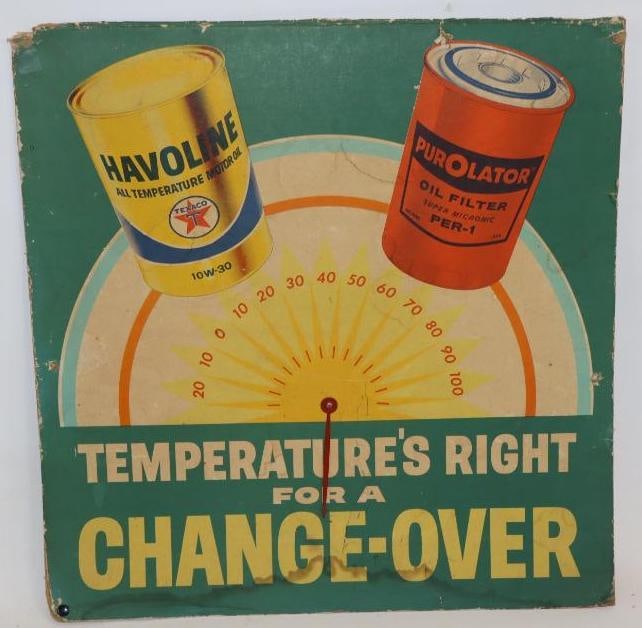 HAVOLINE
ALL TEMPERATURE MOTOR OIL
TEXACO
T
10W-30
PUROLATOR
OIL FILTER
SUPER MICRONIC
PER-1
20 10 0 10 20 30 40 50 60 70 80 90 100
TEMPERATURE'S RIGHT
FOR A
CHANGE-OVER